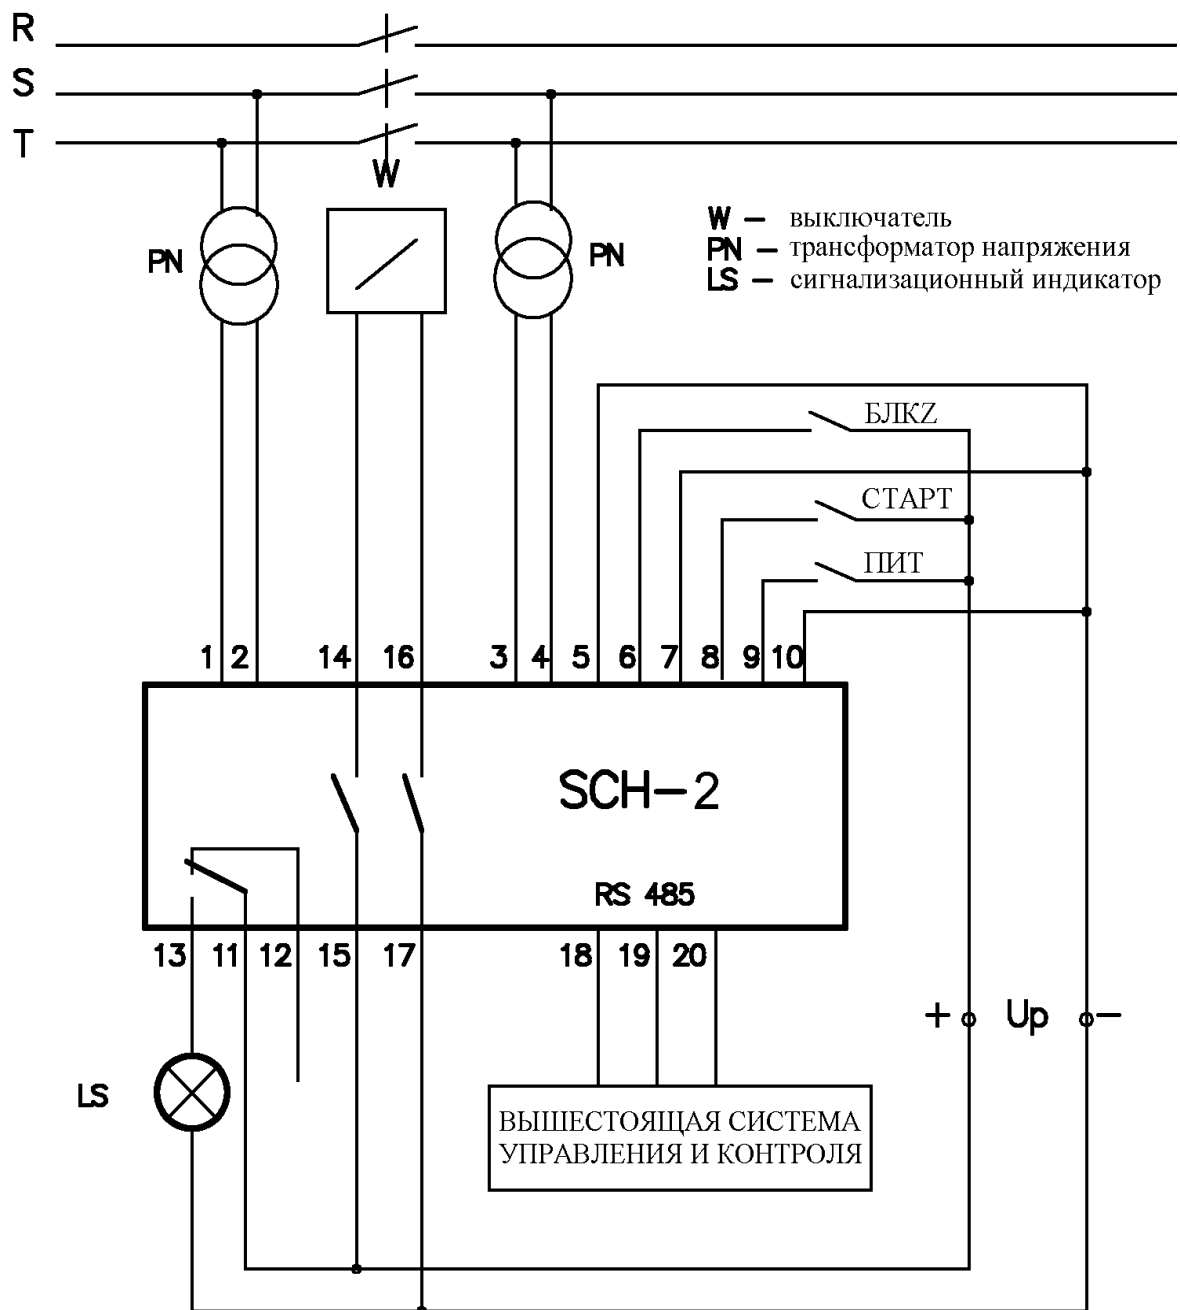 R
S
T
W
PN
PN
W – выключатель
PN – трансформатор напряжения
LS – сигнализационный индикатор
БЛКZ
СТАРТ
ПИТ
1 2 14 16 3 4 5 6 7 8 9 10
SCH-2
RS 485
13 11 12 15 17 18 19 20
+ Up -
LS
ВЫШЕСТОЯЩАЯ СИСТЕМА
УПРАВЛЕНИЯ И КОНТРОЛЯ